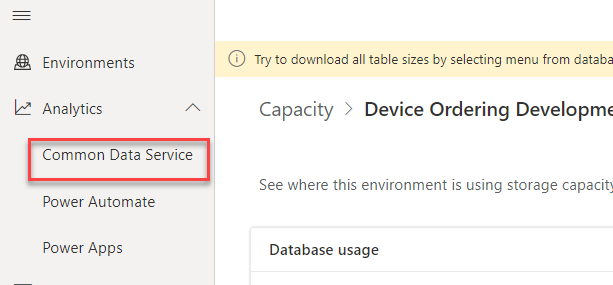 Environments
Analytics
Common Data Service
Power Automate
Power Apps
Try to download all table sizes by selecting menu from databa
Capacity > Device Ordering Developme
See where this environment is using storage capacity
Database usage